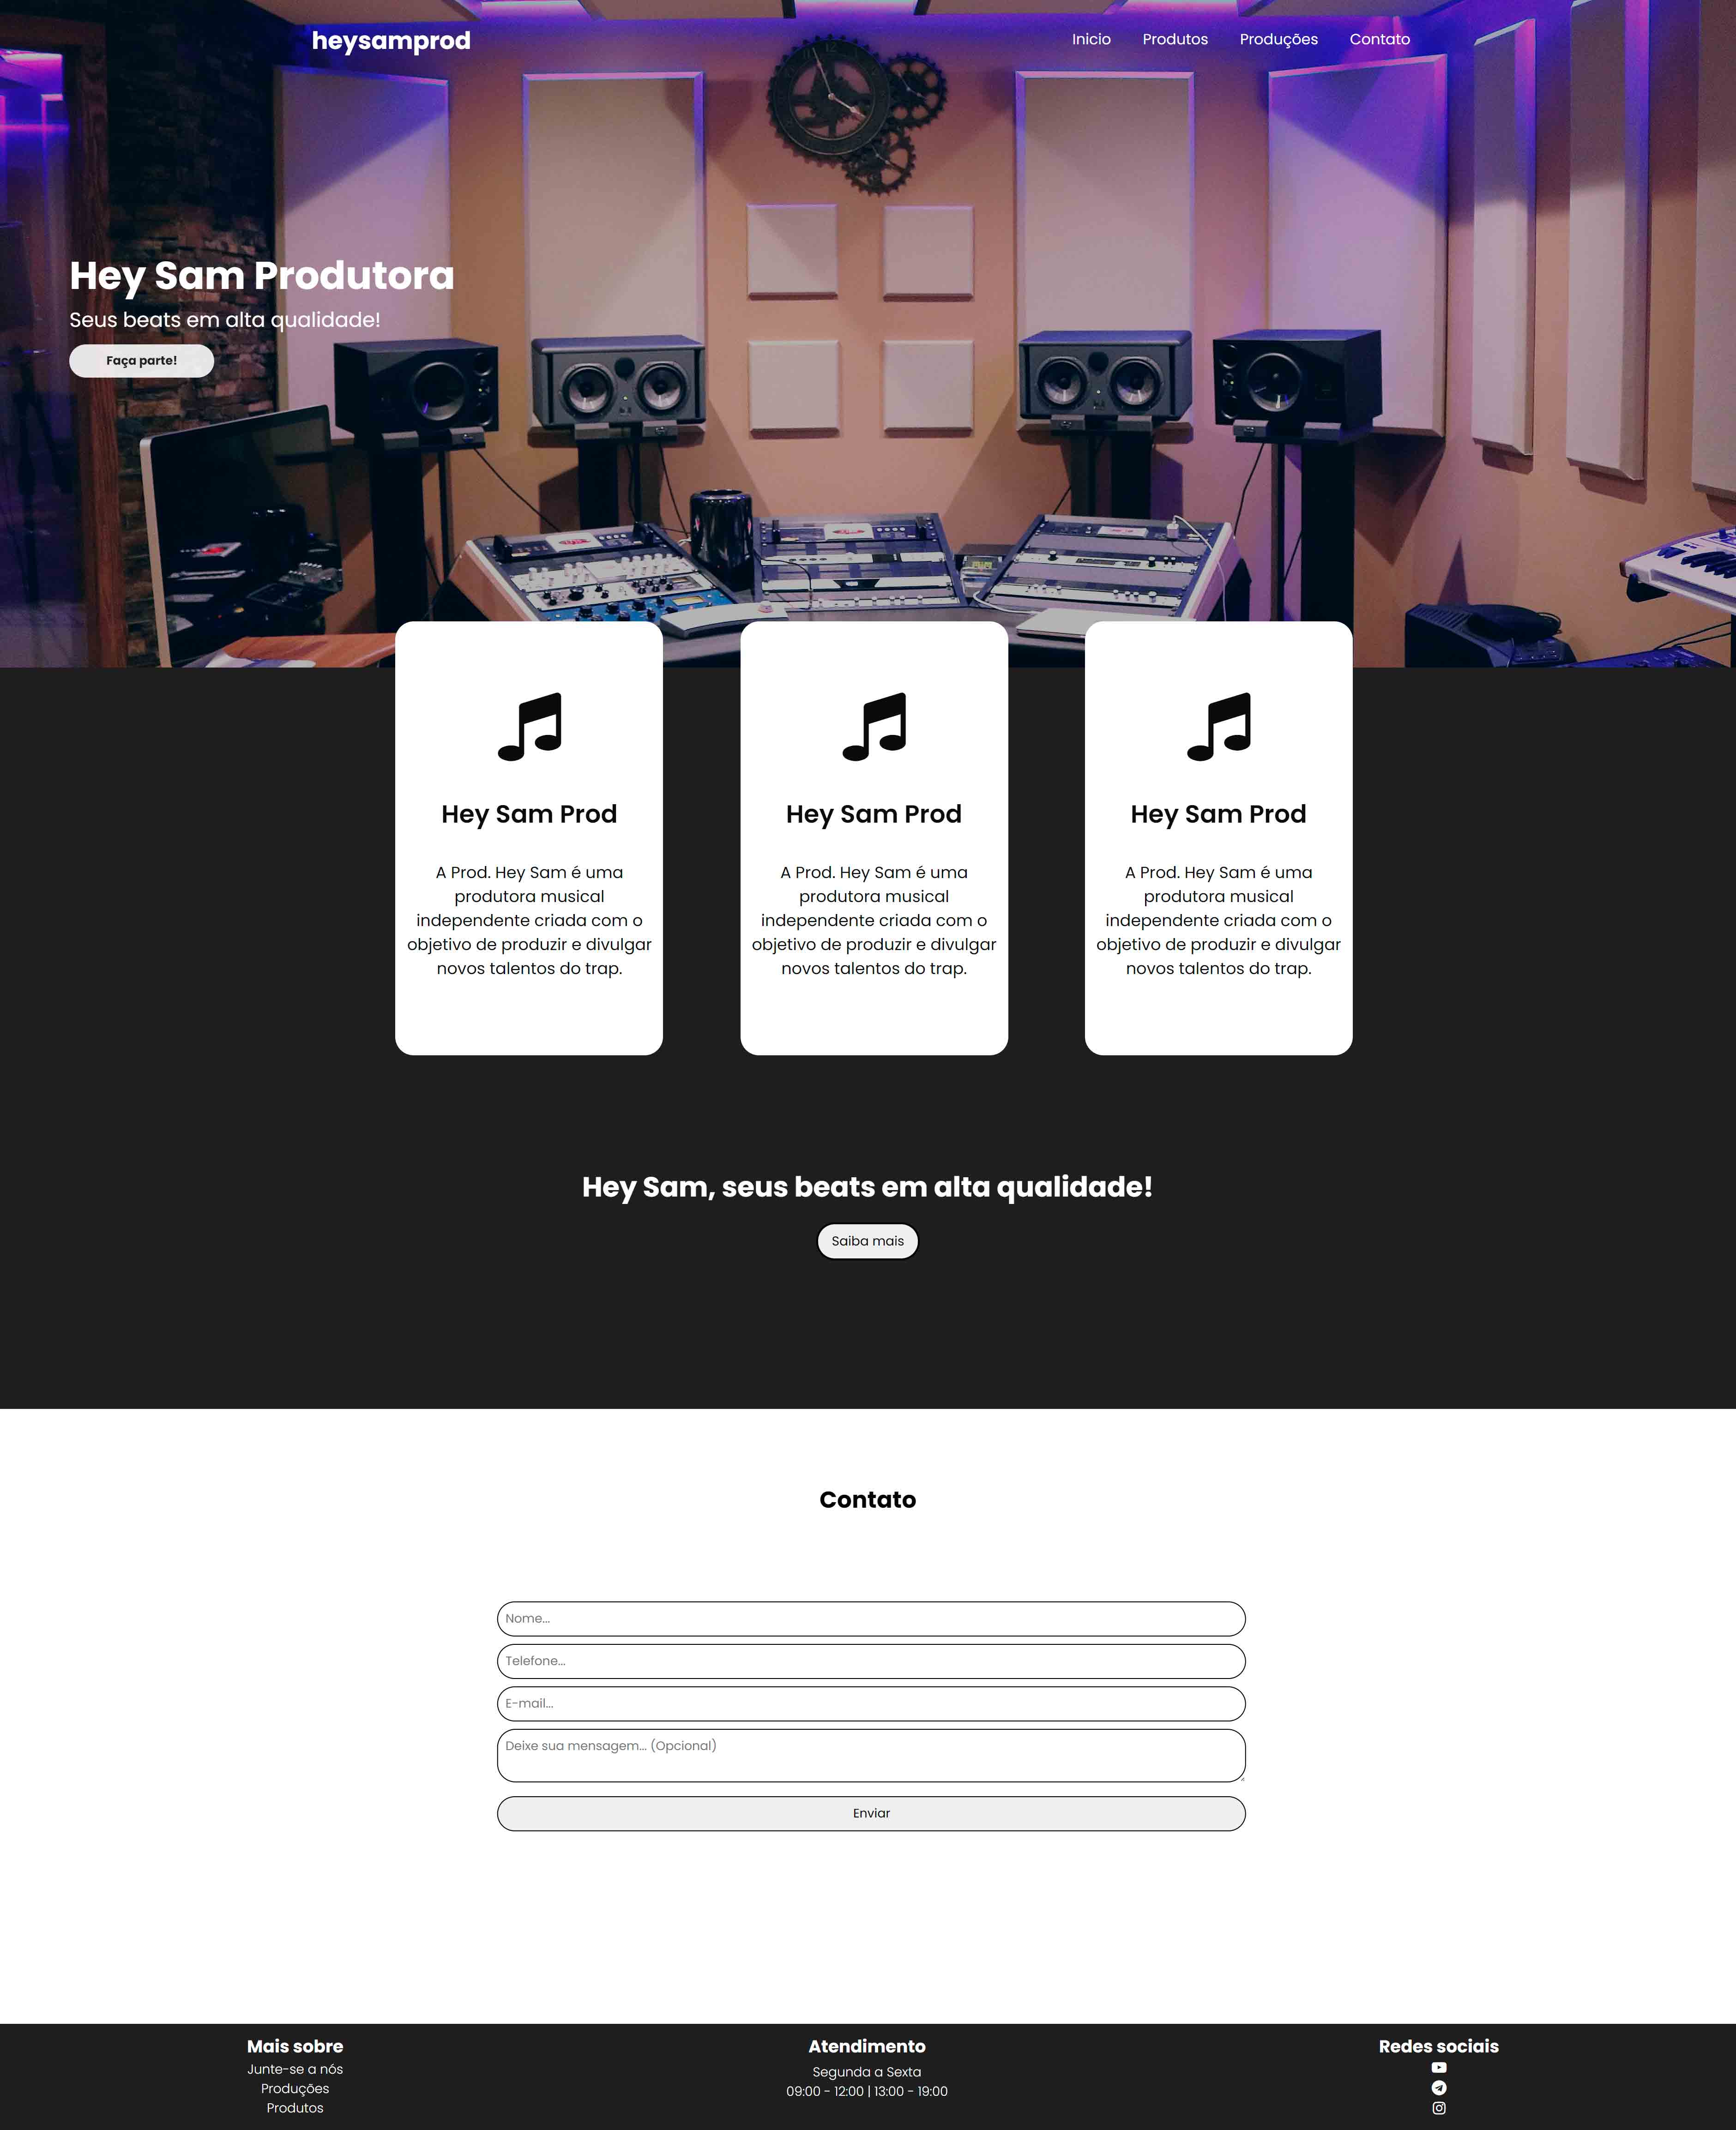 heysamprod
Inicio Produtos Produções Contato
Hey Sam Produtora
Seus beats em alta qualidade!
Faça parte!
Hey Sam Prod
A Prod. Hey Sam é uma
produtora musical
independente criada com o
objetivo de produzir e divulgar
novos talentos do trap.
Hey Sam Prod
A Prod. Hey Sam é uma
produtora musical
independente criada com o
objetivo de produzir e divulgar
novos talentos do trap.
Hey Sam Prod
A Prod. Hey Sam é uma
produtora musical
independente criada com o
objetivo de produzir e divulgar
novos talentos do trap.
Hey Sam, seus beats em alta qualidade!
Saiba mais
Contato
Nome...
Telefone...
E-mail...
Deixe sua mensagem... (Opcional)
Enviar
Mais sobre
Junte-se a nós
Produções
Produtos
Atendimento
Segunda a Sexta
09:00 - 12:00 | 13:00 - 19:00
Redes sociais